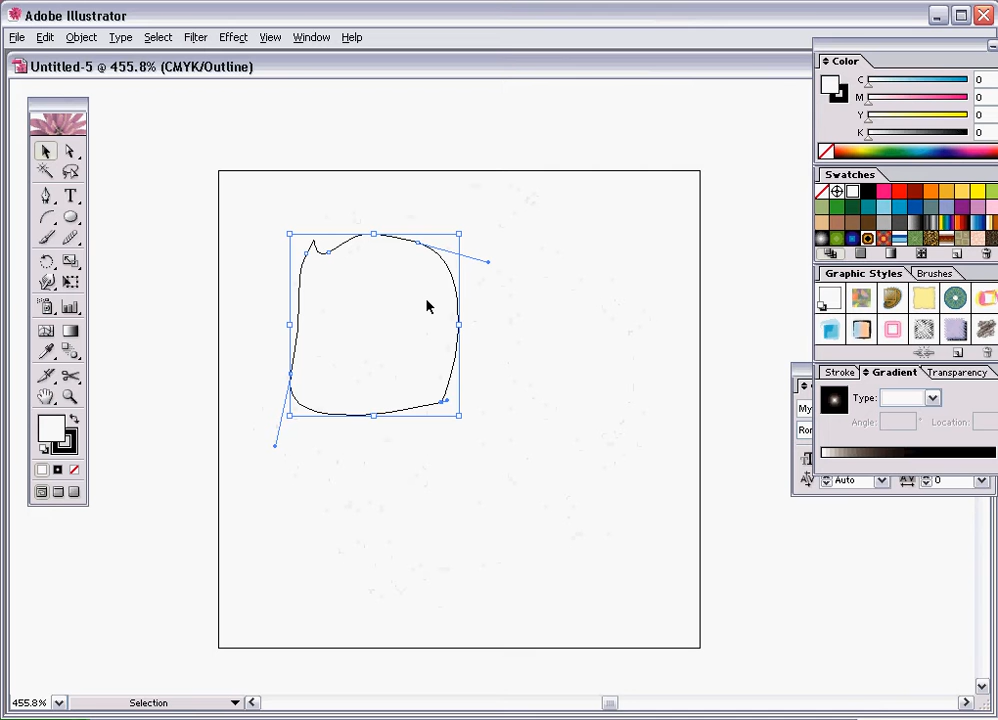 Adobe Illustrator
File Edit Object Type Select Filter Effect View Window Help
Untitled-5 @ 455.8% (CMYK/Outline)
T
Color
C 0
M 0
Y 0
K 0
Swatches
Graphic Styles Brushes
Stroke Gradient Transparency
Type:
Angle: ° Location:
My
Ror
Auto 0
455.8% Selection